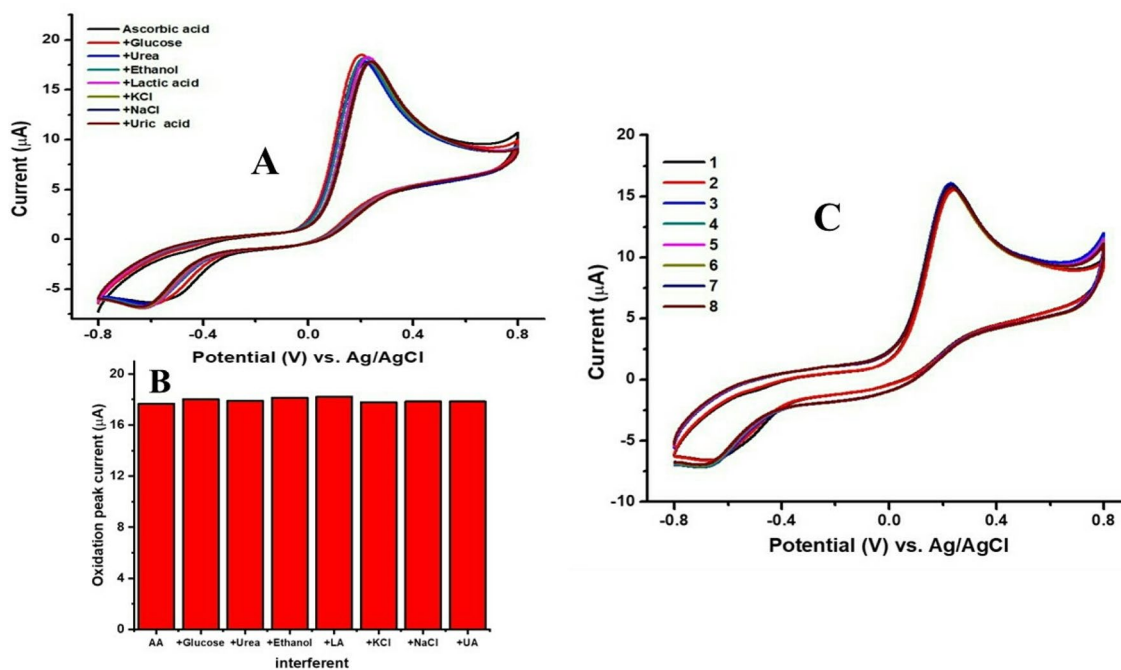 Ascorbic acid
+Glucose
+Urea
+Ethanol
+Lactic acid
+KCl
+NaCl
+Uric acid
A
Current (µA)
20
15
10
5
0
-5
-0.8
-0.4
0.0
0.4
0.8
Potential (V) vs. Ag/AgCl
B
Oxidation peak current (µA)
20
16
12
8
4
0
AA
+Glucose
+Urea
+Ethanol
+LA
+KCl
+NaCl
+UA
interferent
C
1
2
3
4
5
6
7
8
Current (µA)
20
15
10
5
0
-5
-10
-0.8
-0.4
0.0
0.4
0.8
Potential (V) vs. Ag/AgCl